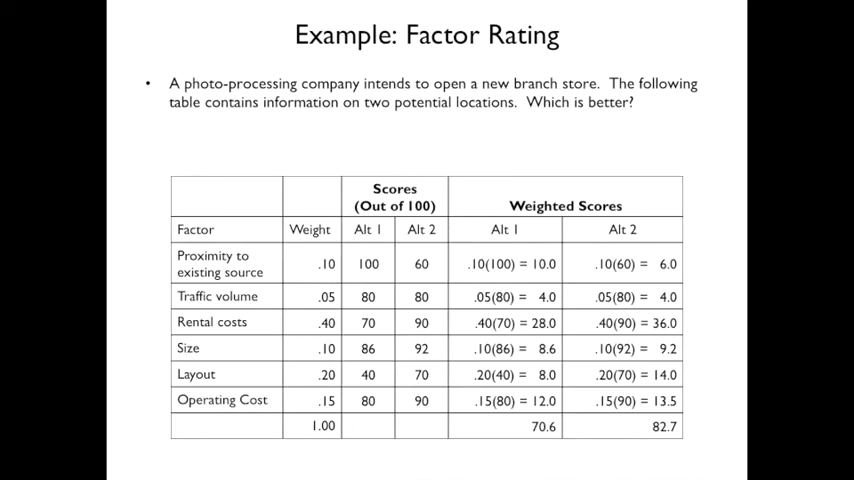 Example: Factor Rating
• A photo-processing company intends to open a new branch store. The following
table contains information on two potential locations. Which is better?
Scores
(Out of 100) Weighted Scores
Factor Weight Alt 1 Alt 2 Alt 1 Alt 2
Proximity to
existing source .10 100 60 .10(100) = 10.0 .10(60) = 6.0
Traffic volume .05 80 80 .05(80) = 4.0 .05(80) = 4.0
Rental costs .40 70 90 .40(70) = 28.0 .40(90) = 36.0
Size .10 86 92 .10(86) = 8.6 .10(92) = 9.2
Layout .20 40 70 .20(40) = 8.0 .20(70) = 14.0
Operating Cost .15 80 90 .15(80) = 12.0 .15(90) = 13.5
1.00 70.6 82.7